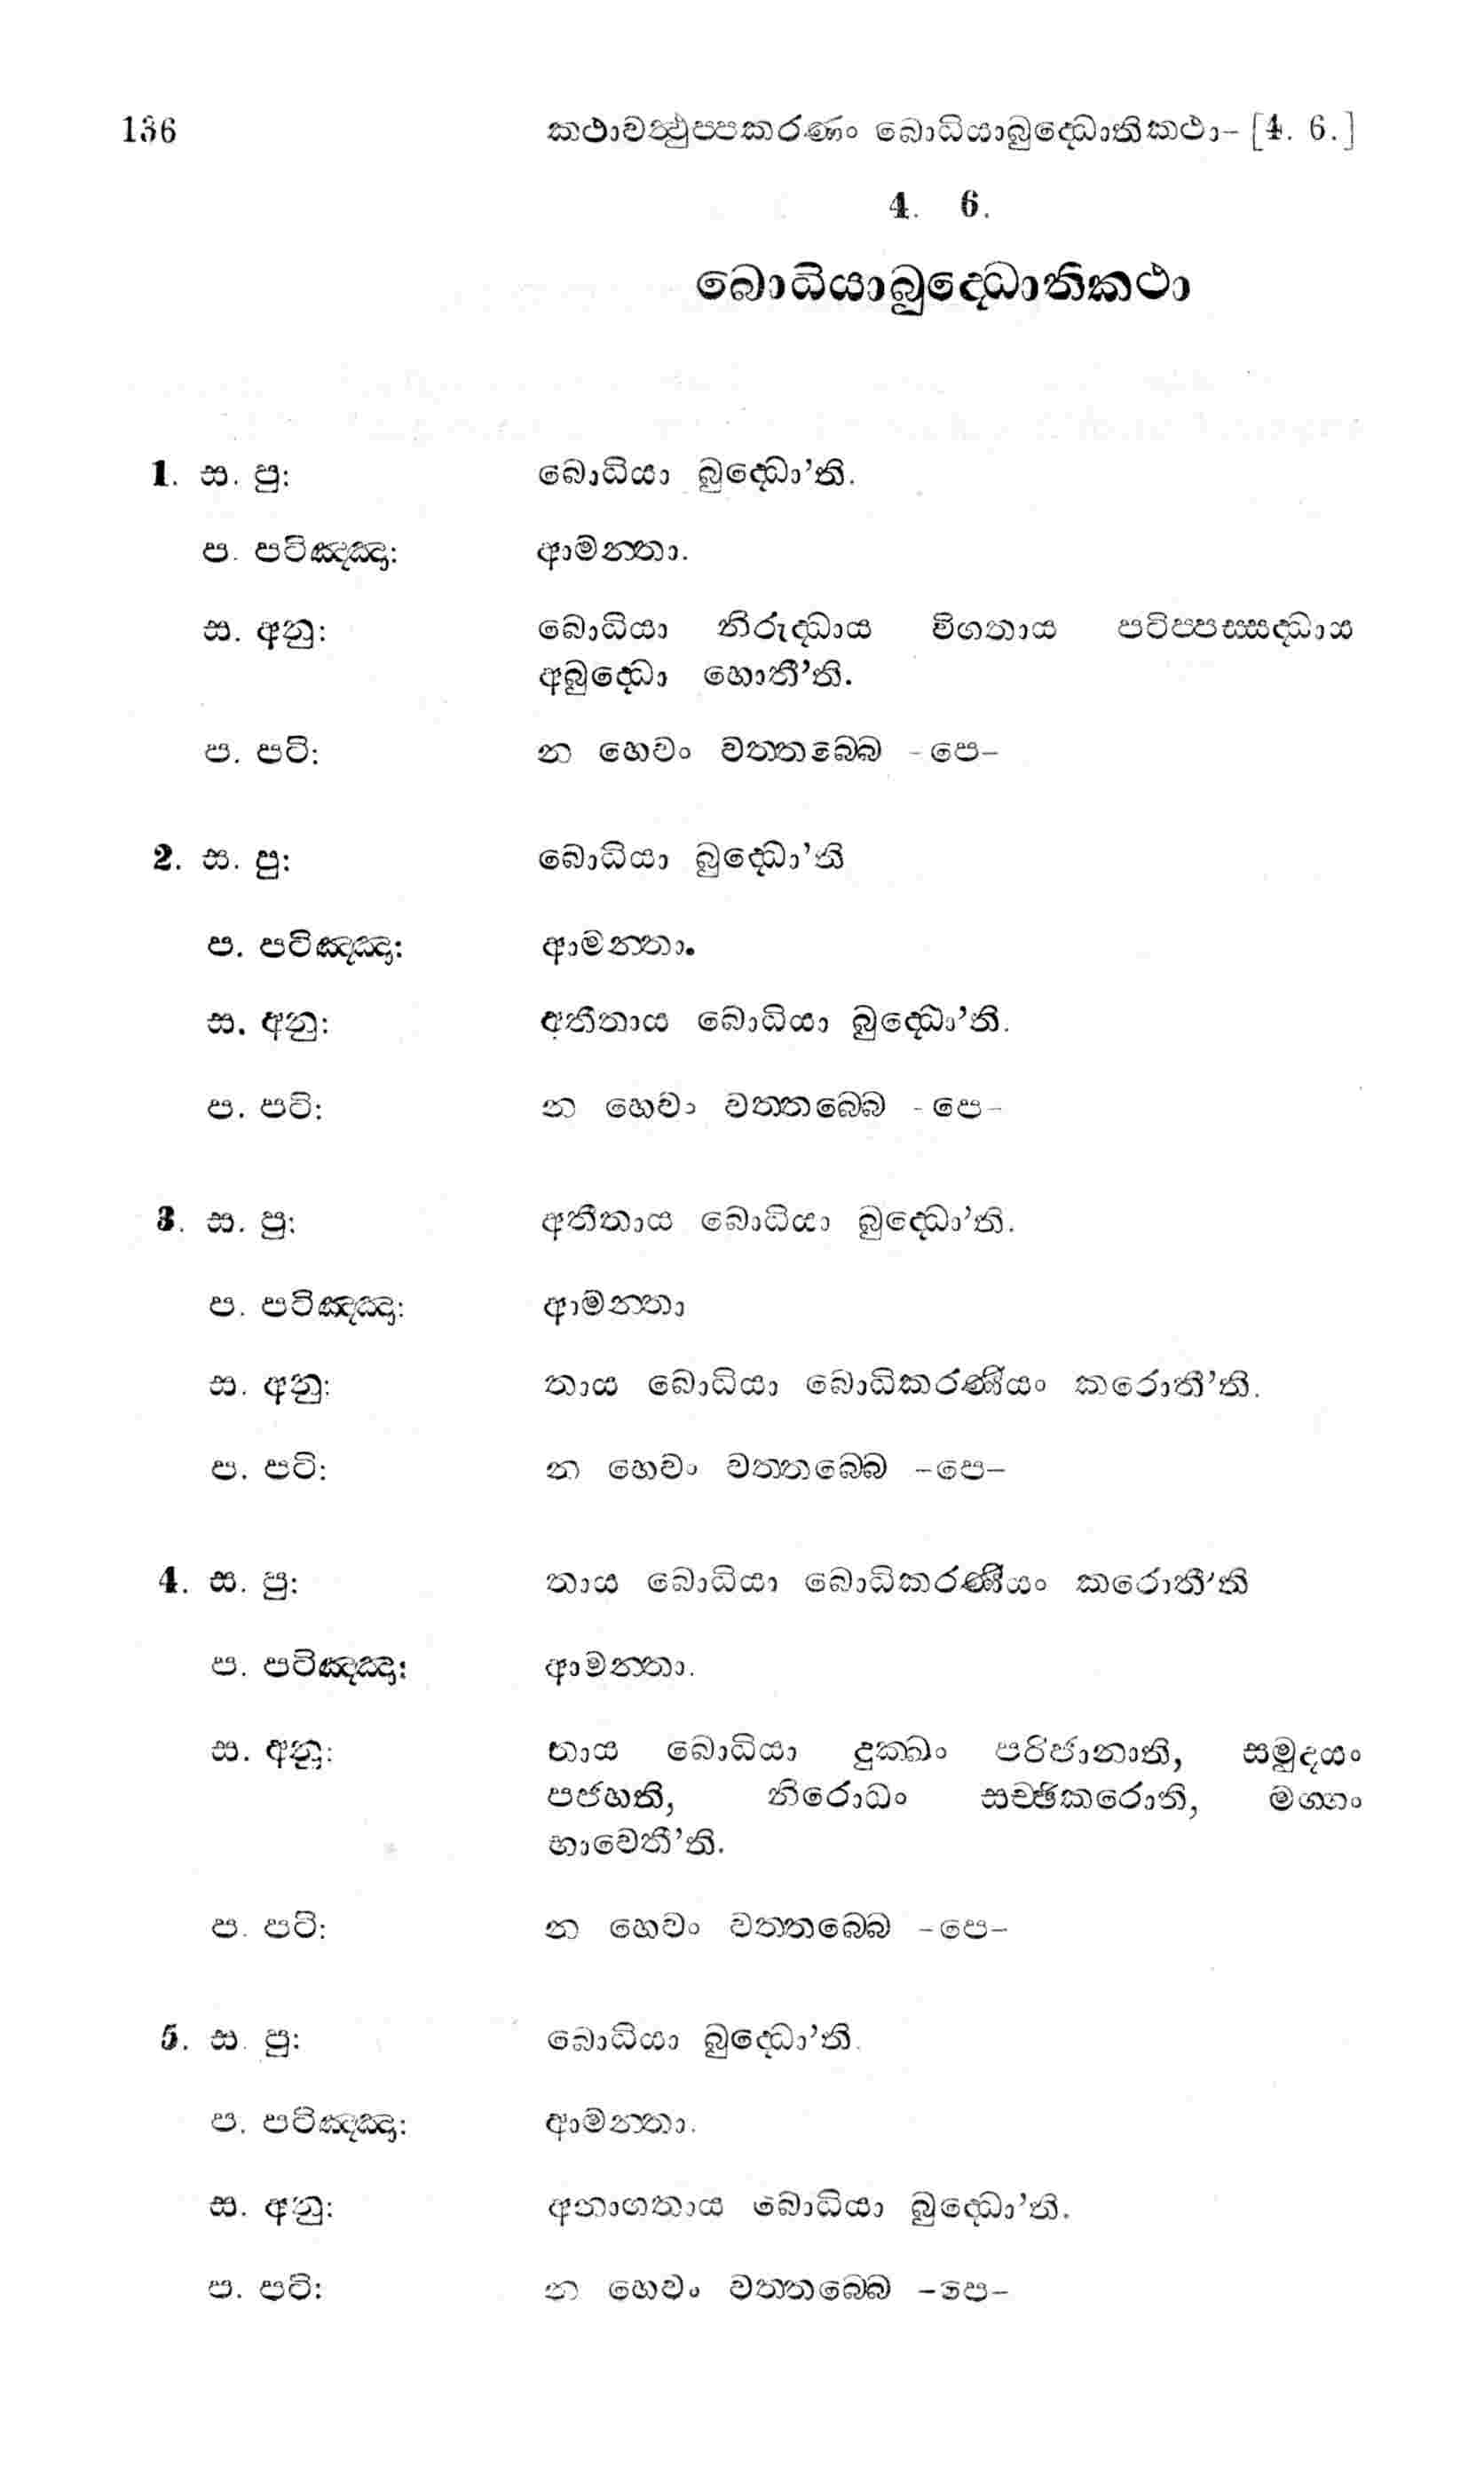 136 කථාවත්‍ථුප්පකරණං බොධියාබුද්ධොතිකථා- [4. 6.]
4. 6.
බොධියාබුද්ධොතිකථා
1. ස. පු: බොධියා බුද්ධො’ති.
ප. පටිඤ්ඤා: ආමන්තා.
ස. අනු: බොධියා නිරුද්ධාය විගතාය පටිප්පස්සද්ධාය
අබුද්ධො හොතී’ති.
ප. පටි: න හෙවං වත්තබ්බෙ -පෙ-
2. ස. පු: බොධියා බුද්ධො’ති
ප. පටිඤ්ඤා: ආමන්තා.
ස. අනු: අතීතාය බොධියා බුද්ධො’ති.
ප. පටි: න හෙවං වත්තබ්බෙ -පෙ-
3. ස. පු: අතීතාය බොධියා බුද්ධො’ති.
ප. පටිඤ්ඤා: ආමන්තා
ස. අනු: තාය බොධියා බොධිකරණීයං කරොතී’ති.
ප. පටි: න හෙවං වත්තබ්බෙ -පෙ-
4. ස. පු: තාය බොධියා බොධිකරණීයං කරොතී’ති
ප. පටිඤ්ඤා: ආමන්තා.
ස. අනු: තාය බොධියා දුක්ඛං පරිජානාති, සමුදයං
පජහති, නිරොධං සච්ඡිකරොති, මග්ගං
භාවෙතී’ති.
ප. පටි: න හෙවං වත්තබ්බෙ -පෙ-
5. ස. පු: බොධියා බුද්ධො’ති.
ප. පටිඤ්ඤා: ආමන්තා.
ස. අනු: අනාගතාය බොධියා බුද්ධො’ති.
ප. පටි: න හෙවං වත්තබ්බෙ -පෙ-